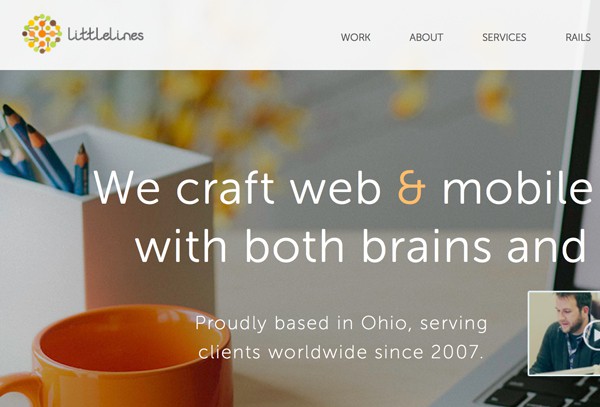 littlelines
WORK ABOUT SERVICES RAILS
We craft web & mobile
with both brains and
Proudly based in Ohio, serving
clients worldwide since 2007.